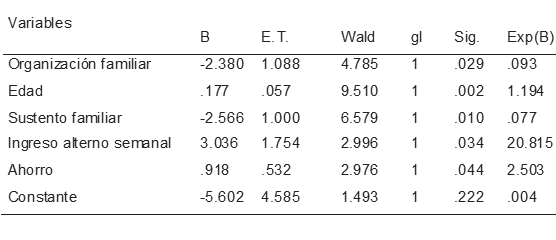 Variables
B E.T. Wald gl Sig. Exp(B)
Organización familiar -2.380 1.088 4.785 1 .029 .093
Edad .177 .057 9.510 1 .002 1.194
Sustento familiar -2.566 1.000 6.579 1 .010 .077
Ingreso alterno semanal 3.036 1.754 2.996 1 .034 20.815
Ahorro .918 .532 2.976 1 .044 2.503
Constante -5.602 4.585 1.493 1 .222 .004